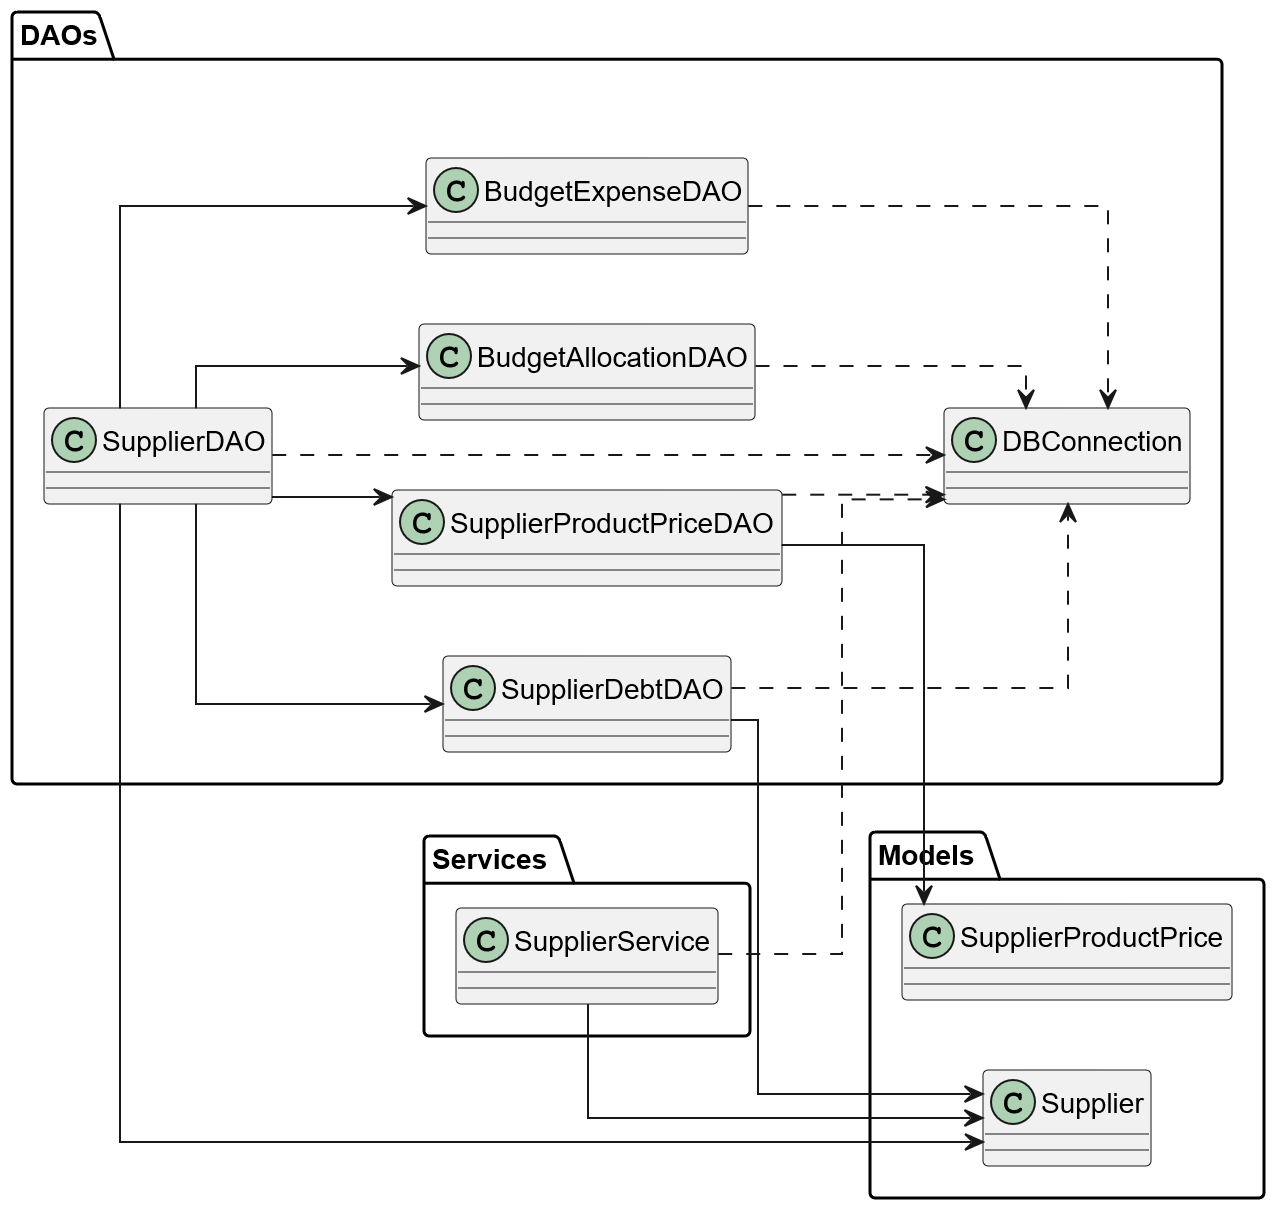 DAOs
C BudgetExpenseDAO
C BudgetAllocationDAO
C SupplierDAO
C DBConnection
C SupplierProductPriceDAO
C SupplierDebtDAO
Services
C SupplierService
Models
C SupplierProductPrice
C Supplier